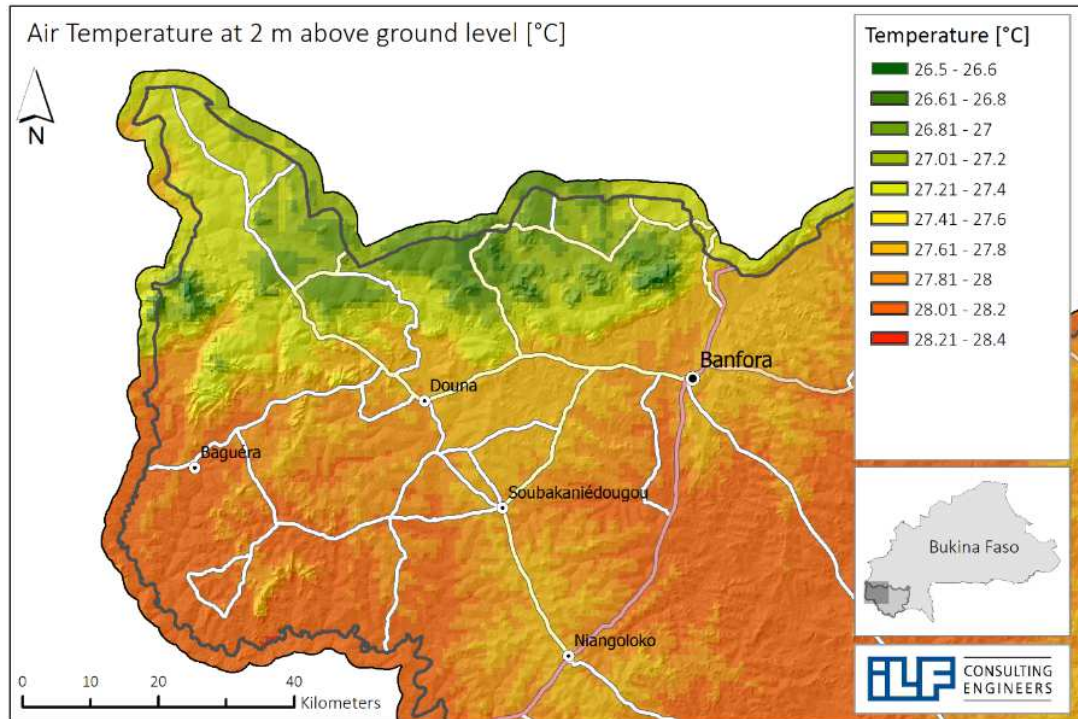 Air Temperature at 2 m above ground level [°C]
N
Temperature [°C]
26.5 - 26.6
26.61 - 26.8
26.81 - 27
27.01 - 27.2
27.21 - 27.4
27.41 - 27.6
27.61 - 27.8
27.81 - 28
28.01 - 28.2
28.21 - 28.4
Banfora
Douna
Baguéra
Soubakaniédougou
Niangoloko
Bukina Faso
0 10 20 40
Kilometers
iLF CONSULTING
ENGINEERS